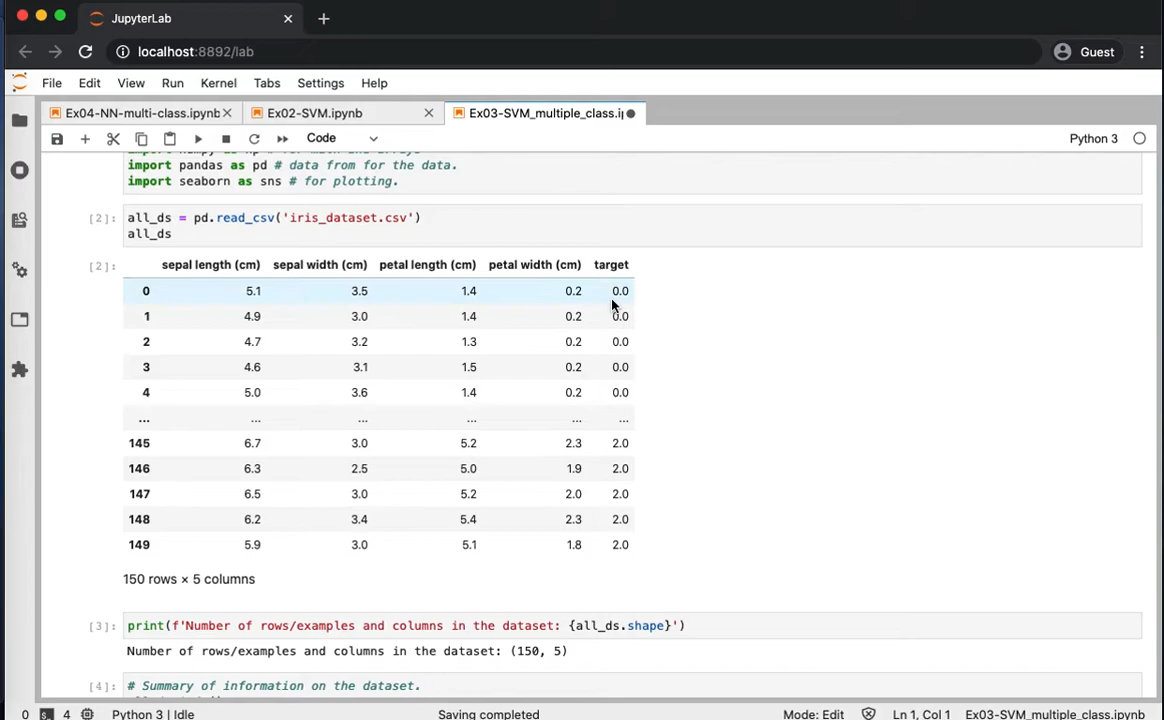 JupyterLab
localhost:8892/lab
Guest
File Edit View Run Kernel Tabs Settings Help
Ex04-NN-multi-class.ipynb Ex02-SVM.ipynb Ex03-SVM_multiple_class.ip
Code Python 3
import pandas as pd # data from for the data.
import seaborn as sns # for plotting.
[2]: all_ds = pd.read_csv('iris_dataset.csv')
all_ds
[2]: sepal length (cm) sepal width (cm) petal length (cm) petal width (cm) target
0 5.1 3.5 1.4 0.2 0.0
1 4.9 3.0 1.4 0.2 0.0
2 4.7 3.2 1.3 0.2 0.0
3 4.6 3.1 1.5 0.2 0.0
4 5.0 3.6 1.4 0.2 0.0
... ... ... ... ... ...
145 6.7 3.0 5.2 2.3 2.0
146 6.3 2.5 5.0 1.9 2.0
147 6.5 3.0 5.2 2.0 2.0
148 6.2 3.4 5.4 2.3 2.0
149 5.9 3.0 5.1 1.8 2.0
150 rows × 5 columns
[3]: print(f'Number of rows/examples and columns in the dataset: {all_ds.shape}')
Number of rows/examples and columns in the dataset: (150, 5)
[4]: # Summary of information on the dataset.
0 4 Python 3 | Idle Saving completed Mode: Edit Ln 1, Col 1 Ex03-SVM_multiple_class.ipynb